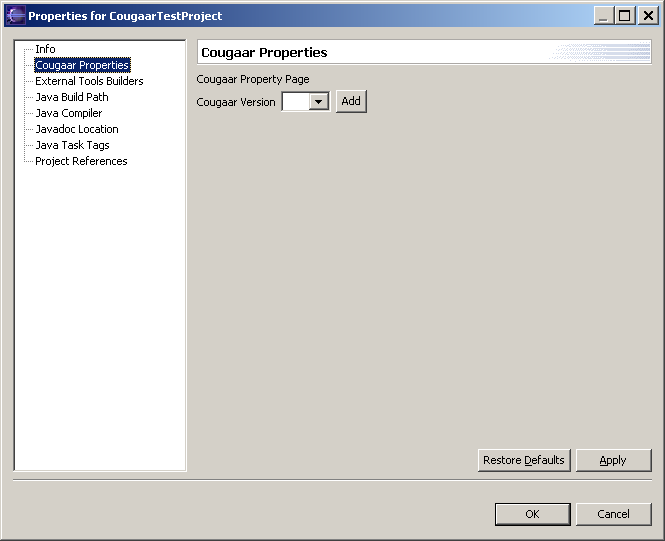 Properties for CougaarTestProject
Info
Cougaar Properties
External Tools Builders
Java Build Path
Java Compiler
Javadoc Location
Java Task Tags
Project References
Cougaar Properties
Cougaar Property Page
Cougaar Version Add
Restore Defaults Apply
OK Cancel